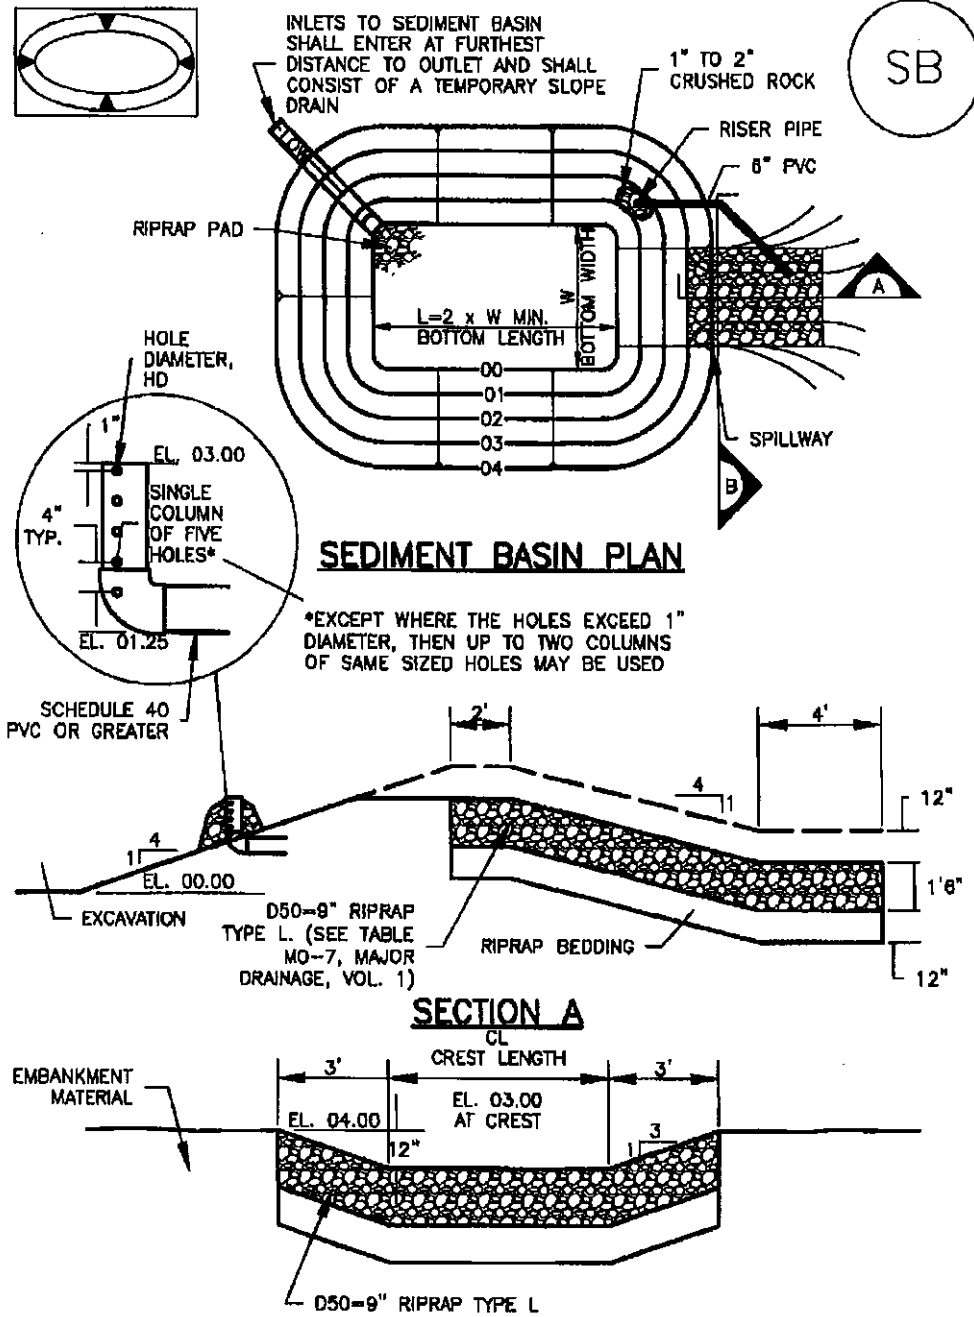 INLETS TO SEDIMENT BASIN
SHALL ENTER AT FURTHEST
DISTANCE TO OUTLET AND SHALL
CONSIST OF A TEMPORARY SLOPE
DRAIN
SB
1" TO 2"
CRUSHED ROCK
RISER PIPE
6" PVC
FLOW
RIPRAP PAD
A
W
BOTTOM WIDTH
L=2 x W MIN.
BOTTOM LENGTH
00
01
02
03
04
SPILLWAY
B
HOLE
DIAMETER,
HD
1"
EL. 03.00
SINGLE
COLUMN
OF FIVE
HOLES*
4"
TYP.
EL. 01.25
SEDIMENT BASIN PLAN
*EXCEPT WHERE THE HOLES EXCEED 1"
DIAMETER, THEN UP TO TWO COLUMNS
OF SAME SIZED HOLES MAY BE USED
SCHEDULE 40
PVC OR GREATER
2'
4'
4
1
12"
4
1
EL. 00.00
1'6"
EXCAVATION
D50=9" RIPRAP
TYPE L. (SEE TABLE
MD-7, MAJOR
DRAINAGE, VOL. 1)
RIPRAP BEDDING
12"
SECTION A
CL
CREST LENGTH
3'
3'
EMBANKMENT
MATERIAL
EL. 04.00
EL. 03.00
AT CREST
12"
3
1
D50=9" RIPRAP TYPE L